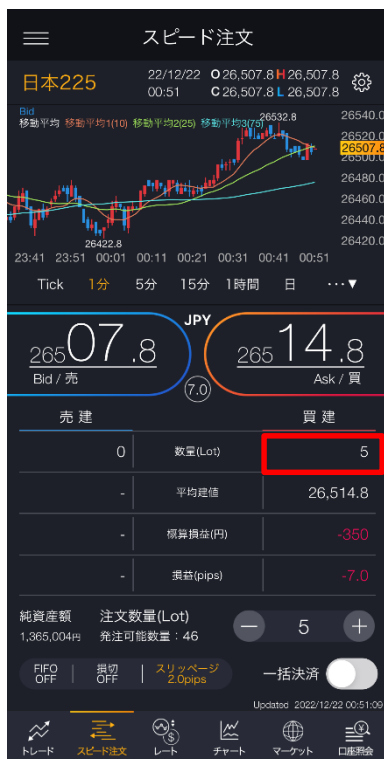 スピード注文
日本225
22/12/22 O 26,507.8 H 26,507.8
00:51 C 26,507.8 L 26,507.8
Bid
移動平均 移動平均1(10) 移動平均2(25) 移動平均3(75)
26532.8
26422.8
26540.0
26520.0
26507.8
26500.0
26480.0
26460.0
26440.0
26420.0
23:41 23:51 00:01 00:11 00:21 00:31 00:41 00:51
Tick 1分 5分 15分 1時間 日 …▼
JPY
26507.8 26514.8
Bid / 売 Ask / 買
7.0
売 建 買 建
0 数量(Lot) 5
- 平均建値 26,514.8
- 概算損益(円) -350
- 損益(pips) -7.0
純資産額 注文数量(Lot)
1,365,004円 発注可能数量:46
－ 5 ＋
FIFO OFF | 損切 OFF | スリッページ 2.0pips
一括決済
Updated 2022/12/22 00:51:09
トレード スピード注文 レート チャート マーケット 口座照会